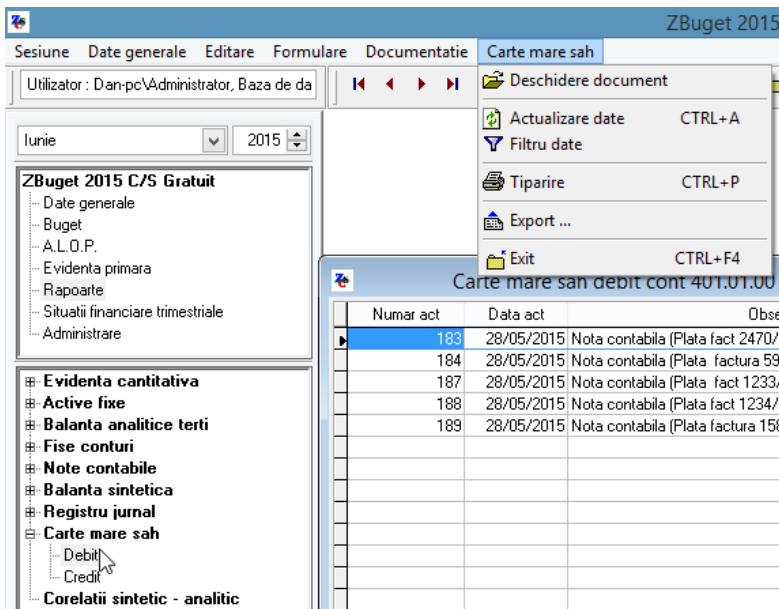 ZBuget 2015
Sesiune Date generale Editare Formulare Documentatie Carte mare sah
Utilizator : Dan-pc\Administrator, Baza de da
Deschidere document
Actualizare date CTRL+A
Filtru date
Tiparire CTRL+P
Export ...
Exit CTRL+F4
Iunie 2015
ZBuget 2015 C/S Gratuit
Date generale
Buget
A.L.O.P.
Evidenta primara
Rapoarte
Situatii financiare trimestriale
Administrare
Evidenta cantitativa
Active fixe
Balanta analitice terti
Fise conturi
Note contabile
Balanta sintetica
Registru jurnal
Carte mare sah
Debit
Credit
Corelatii sintetic - analitic
Carte mare sah debit cont 401.01.00
Numar act Data act Obse
183 28/05/2015 Nota contabila (Plata fact 2470/
184 28/05/2015 Nota contabila (Plata factura 59
187 28/05/2015 Nota contabila (Plata fact 1233/
188 28/05/2015 Nota contabila (Plata fact 1234/
189 28/05/2015 Nota contabila (Plata factura 158